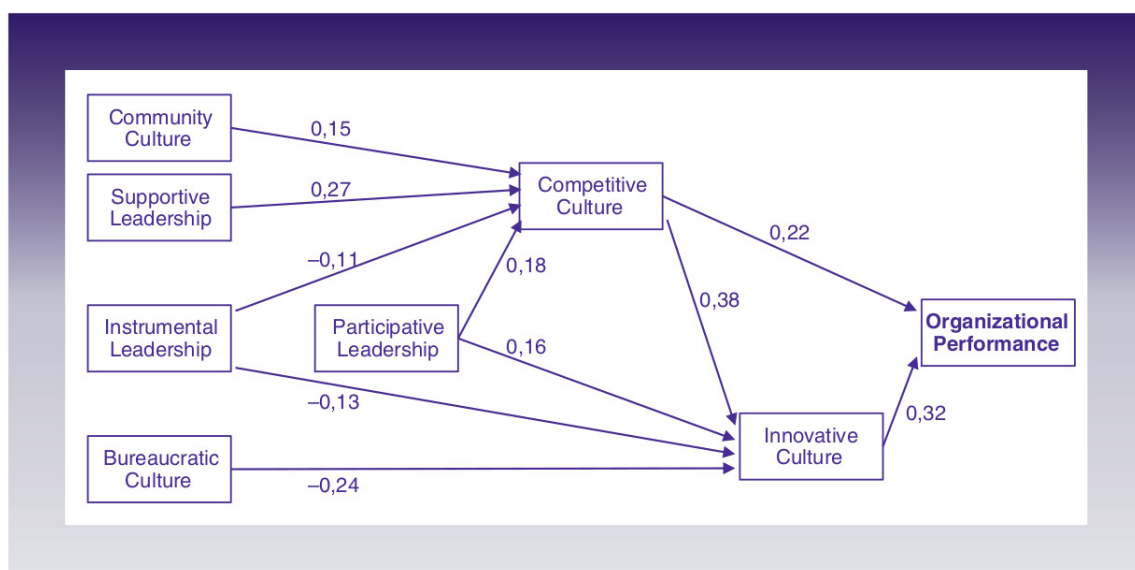 Community
Culture
0,15
Supportive
Leadership
0,27
Competitive
Culture
–0,11
0,18
0,22
Instrumental
Leadership
Participative
Leadership
0,38
0,16
Organizational
Performance
–0,13
Bureaucratic
Culture
–0,24
Innovative
Culture
0,32